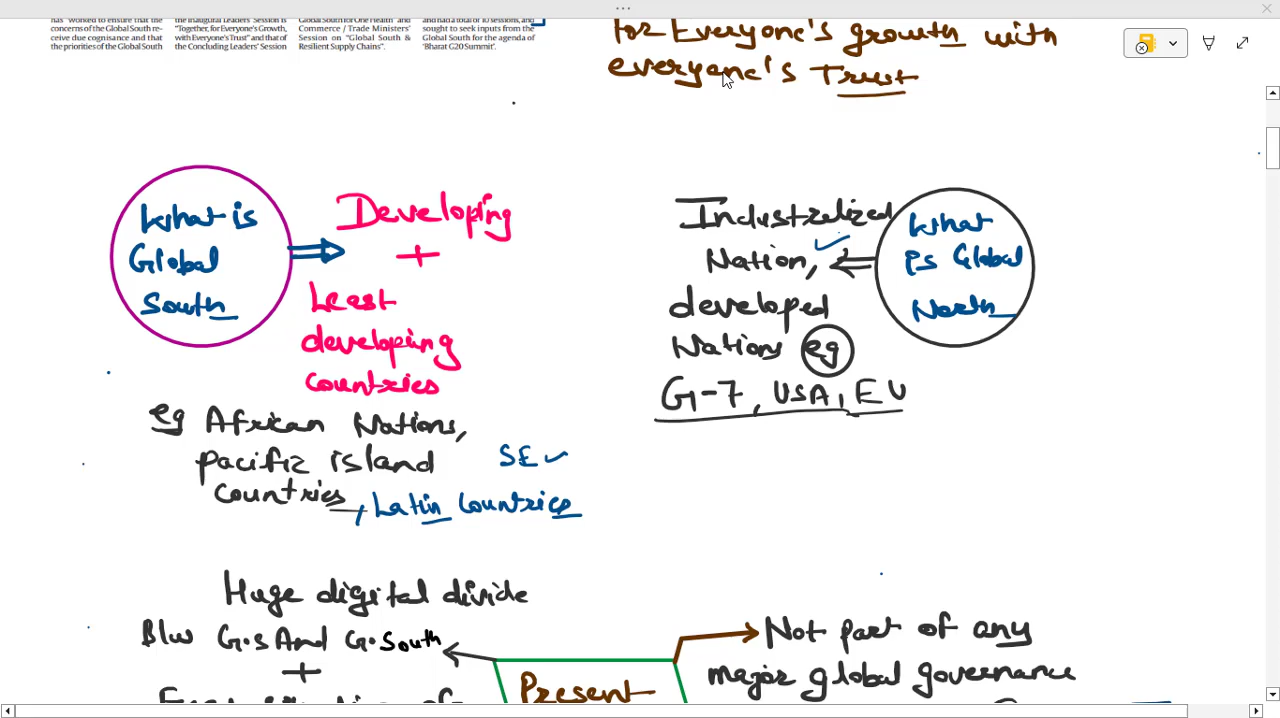 has worked to ensure that the
concerns of the Global South re-
ceive due cognisance and that
the priorities of the Global South
the Inaugural Leaders' Session is
"Together, for Everyone's Growth,
with Everyone's Trust" and that of
the Concluding Leaders' Session
Global South for One Health" and
Commerce / Trade Ministers'
Session on "Global South &
Resilient Supply Chains".
and had a total of 10 sessions, and
sought to seek inputs from the
Global South for the agenda of
'Bharat G20 Summit'.
for Everyone's growth with
everyone's Trust
What is
Global
South
Developing
+
Least
developing
countries
eg African Nations,
pacific island
countries, Latin Countries
SE ✓
Industrelized
Nation,
developed
Nations eg
G-7, USA, EU
What
is Global
North
Huge digital divide
Blw G.S And G.South
+
Present
Not part of any
major global governance